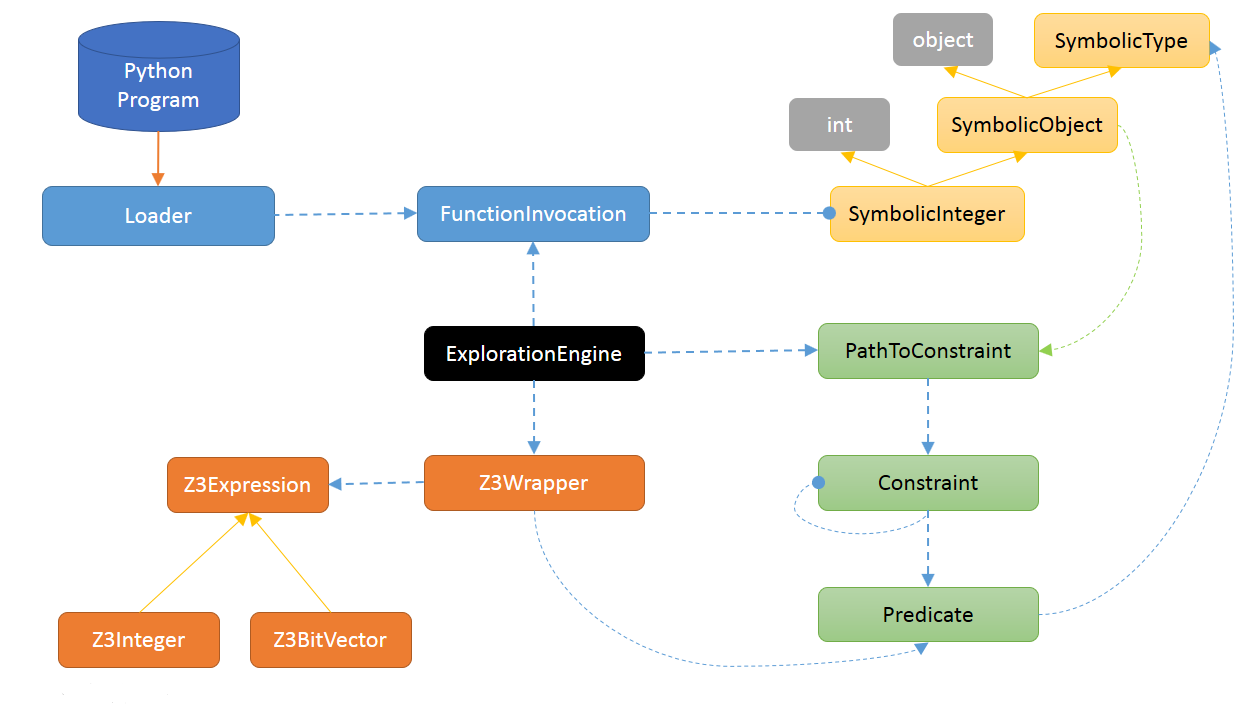 object
SymbolicType
Python
Program
int
SymbolicObject
Loader
FunctionInvocation
SymbolicInteger
ExplorationEngine
PathToConstraint
Z3Expression
Z3Wrapper
Constraint
Z3Integer
Z3BitVector
Predicate